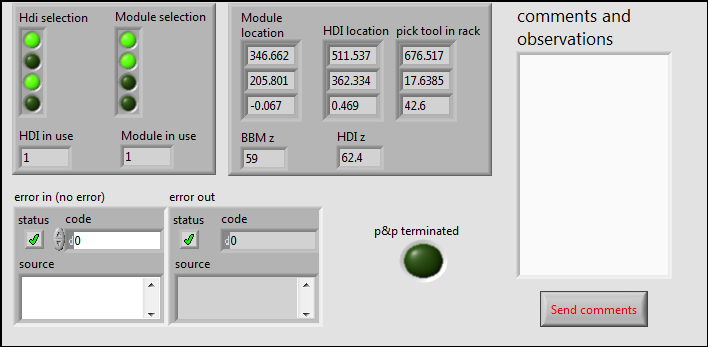 Hdi selection
Module selection
HDI in use
Module in use
1
1
Module location
HDI location
pick tool in rack
346.662
511.537
676.517
205.801
362.334
17.6385
-0.067
0.469
42.6
BBM z
HDI z
59
62.4
comments and
observations
error in (no error)
error out
status
code
status
code
0
0
source
source
p&p terminated
Send comments